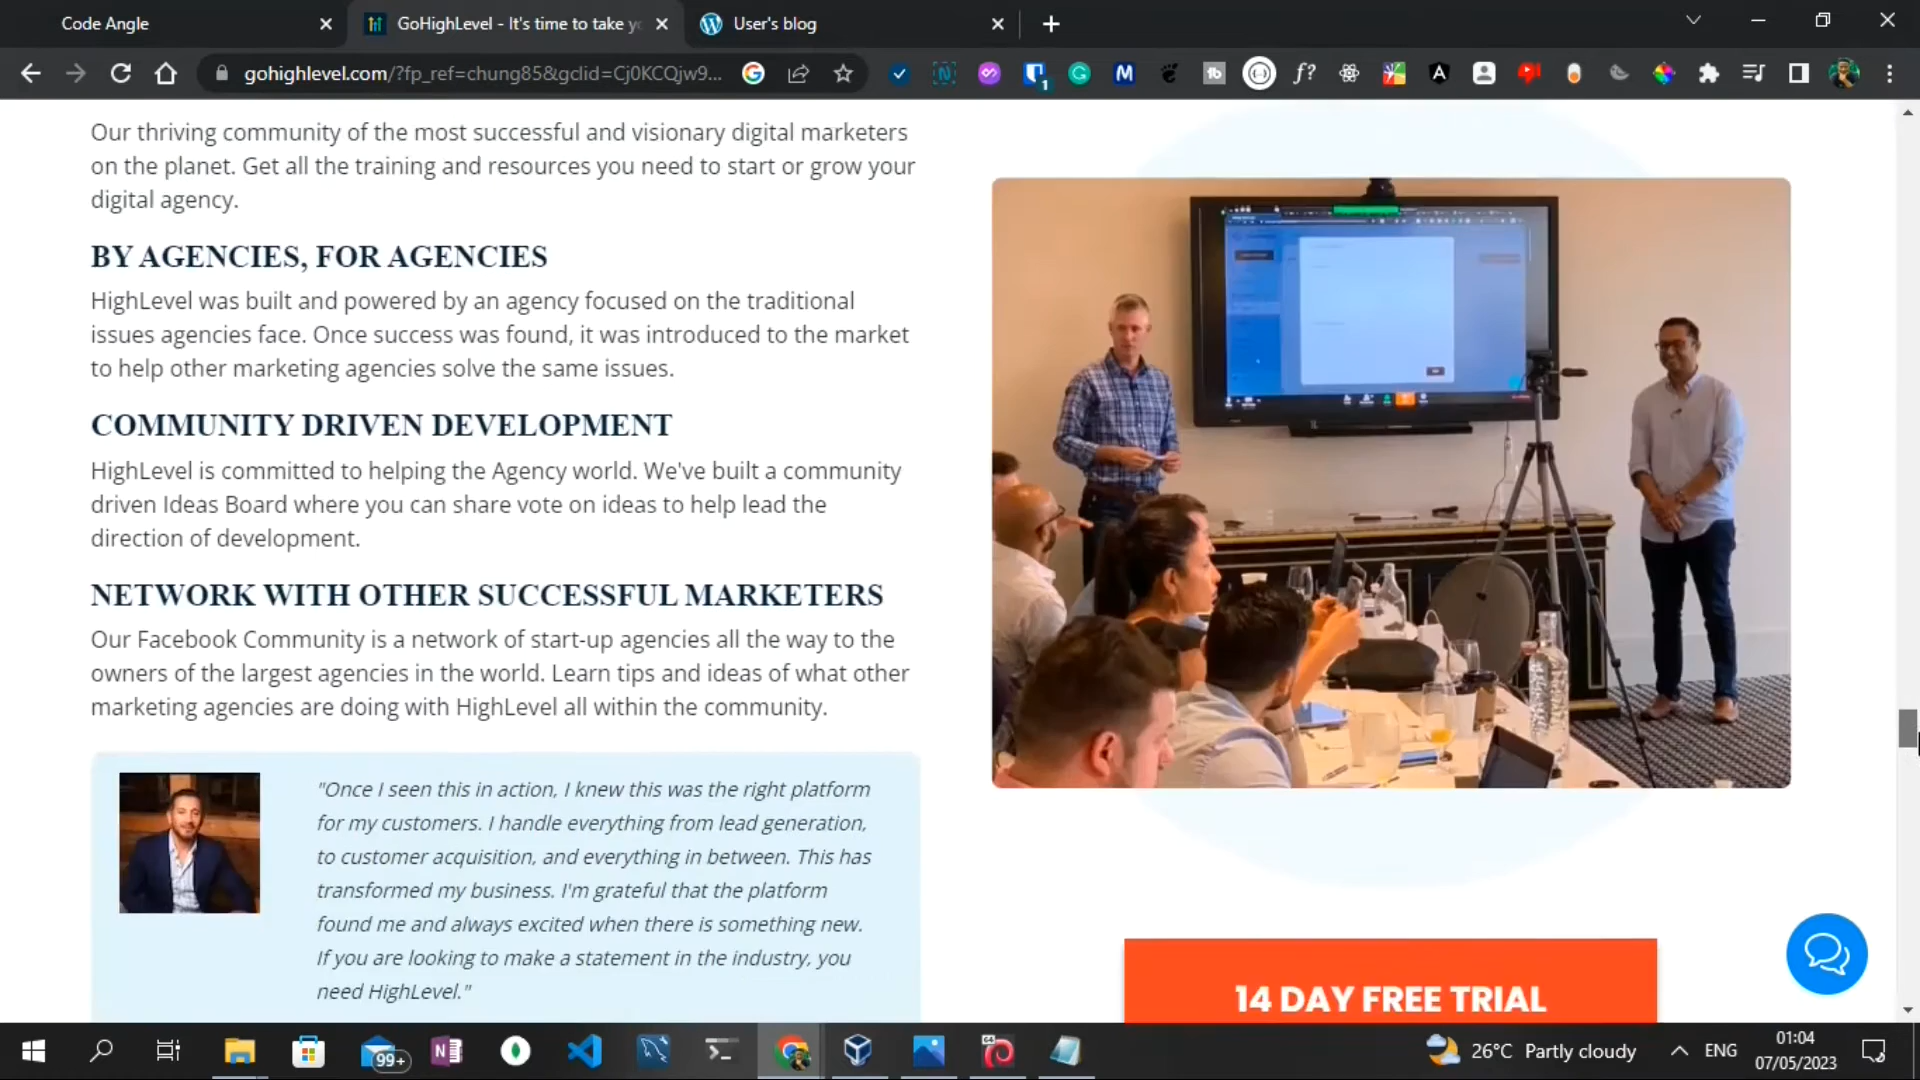 Code Angle
GoHighLevel - It's time to take y
User's blog
gohighlevel.com/?fp_ref=chung85&gclid=Cj0KCQjw9...
Our thriving community of the most successful and visionary digital marketers
on the planet. Get all the training and resources you need to start or grow your
digital agency.
BY AGENCIES, FOR AGENCIES
HighLevel was built and powered by an agency focused on the traditional
issues agencies face. Once success was found, it was introduced to the market
to help other marketing agencies solve the same issues.
COMMUNITY DRIVEN DEVELOPMENT
HighLevel is committed to helping the Agency world. We've built a community
driven Ideas Board where you can share vote on ideas to help lead the
direction of development.
NETWORK WITH OTHER SUCCESSFUL MARKETERS
Our Facebook Community is a network of start-up agencies all the way to the
owners of the largest agencies in the world. Learn tips and ideas of what other
marketing agencies are doing with HighLevel all within the community.
"Once I seen this in action, I knew this was the right platform
for my customers. I handle everything from lead generation,
to customer acquisition, and everything in between. This has
transformed my business. I'm grateful that the platform
found me and always excited when there is something new.
If you are looking to make a statement in the industry, you
need HighLevel."
14 DAY FREE TRIAL
99+
26°C Partly cloudy
ENG
01:04
07/05/2023